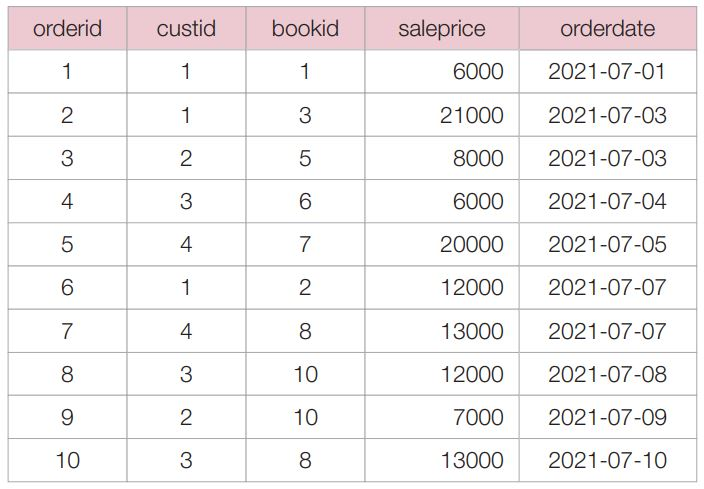 orderid custid bookid saleprice orderdate
1 1 1 6000 2021-07-01
2 1 3 21000 2021-07-03
3 2 5 8000 2021-07-03
4 3 6 6000 2021-07-04
5 4 7 20000 2021-07-05
6 1 2 12000 2021-07-07
7 4 8 13000 2021-07-07
8 3 10 12000 2021-07-08
9 2 10 7000 2021-07-09
10 3 8 13000 2021-07-10